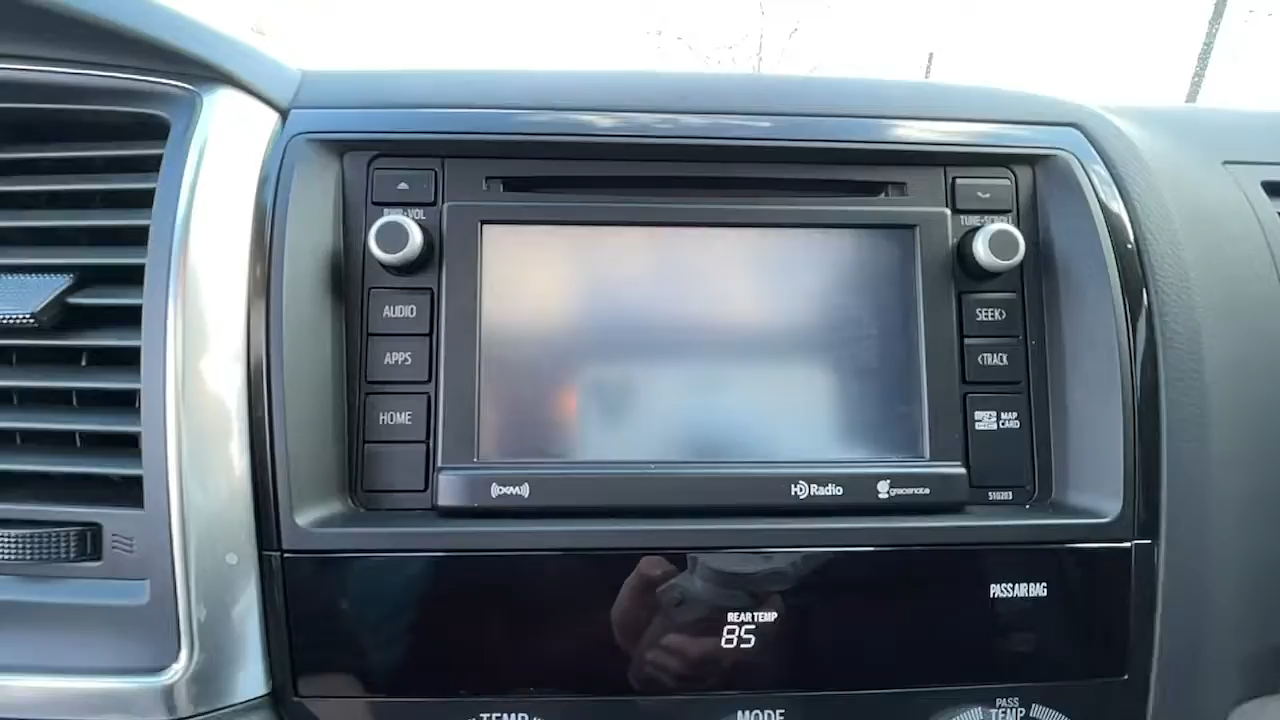 PWR•VOL
TUNE•SCROLL
AUDIO
SEEK>
APPS
<TRACK
HOME
MAP
CARD
((XM))
HD Radio
gracenote
510203
PASS AIR BAG
REAR TEMP
85
TEMP
MODE
PASS
TEMP